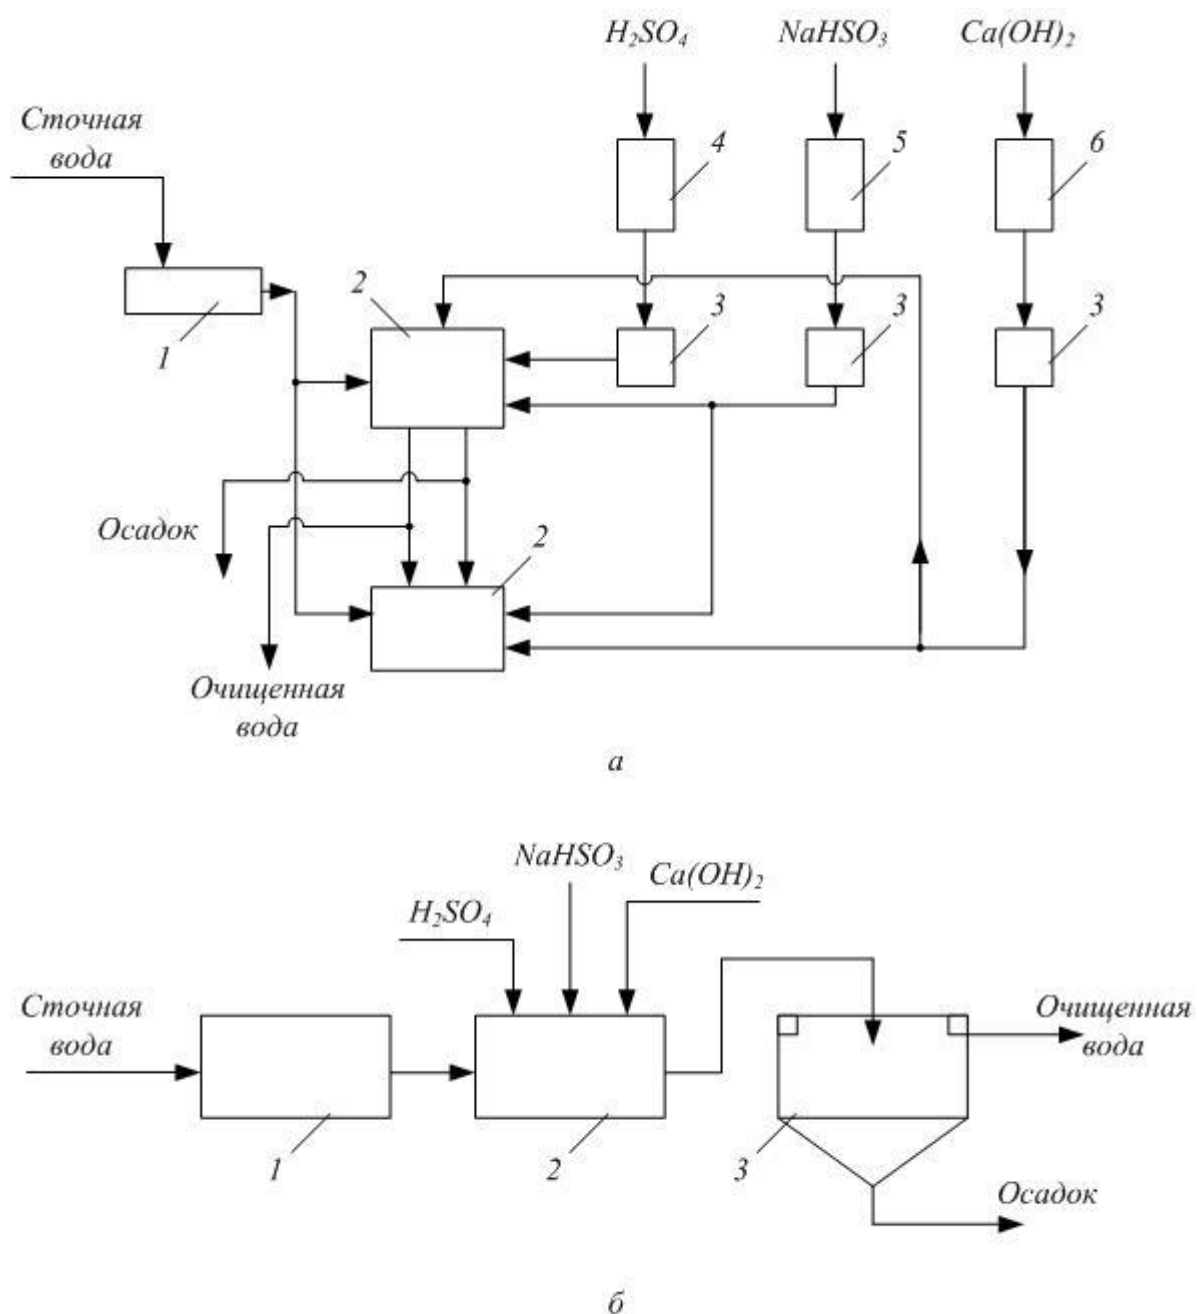 H₂SO₄ NaHSO₃ Ca(OH)₂
Сточная
вода
4 5 6
2 3 3 3
1
Осадок
2
Очищенная
вода
а
NaHSO₃
Ca(OH)₂
H₂SO₄
Сточная
вода
Очищенная
вода
1 2 3
Осадок
б